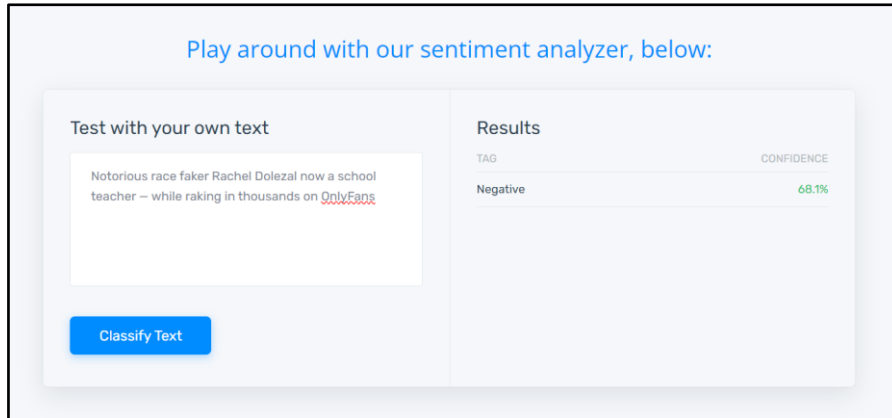 Play around with our sentiment analyzer, below:
Test with your own text
Notorious race faker Rachel Dolezal now a school
teacher — while raking in thousands on OnlyFans
Classify Text
Results
TAG CONFIDENCE
Negative 68.1%